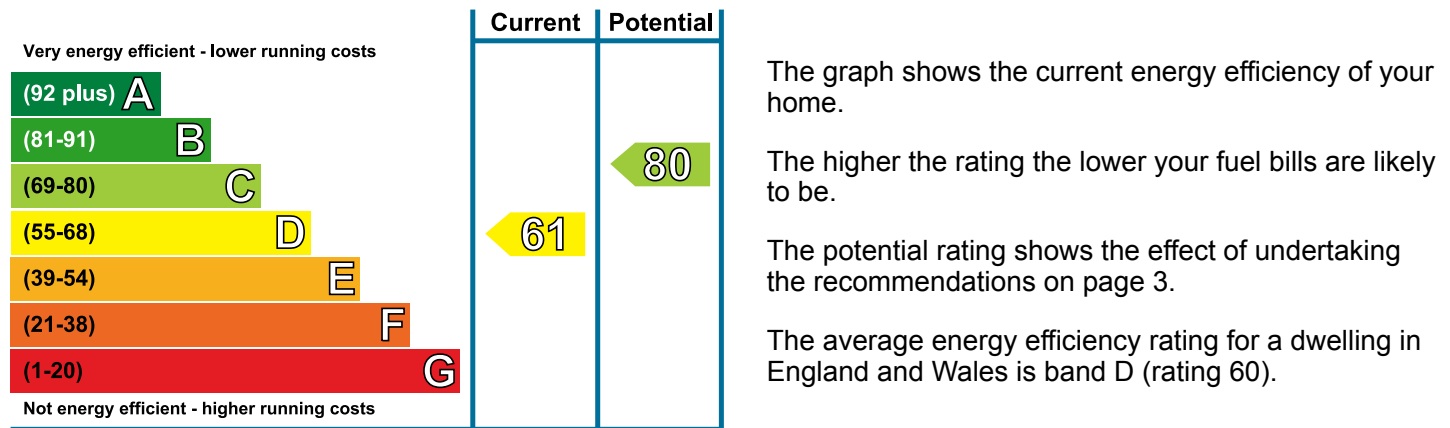 Current Potential
Very energy efficient - lower running costs
(92 plus) A
(81-91) B
(69-80) C
(55-68) D
(39-54) E
(21-38) F
(1-20) G
Not energy efficient - higher running costs
80
61
The graph shows the current energy efficiency of your
home.
The higher the rating the lower your fuel bills are likely
to be.
The potential rating shows the effect of undertaking
the recommendations on page 3.
The average energy efficiency rating for a dwelling in
England and Wales is band D (rating 60).